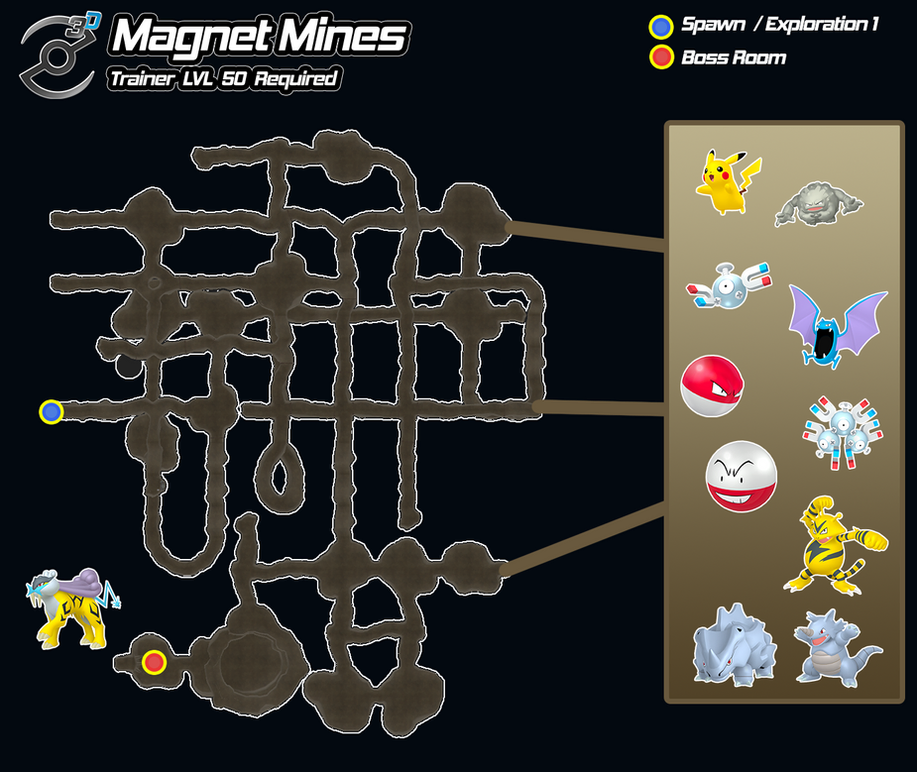 3D
Magnet Mines
Trainer LVL 50 Required
Spawn / Exploration 1
Boss Room